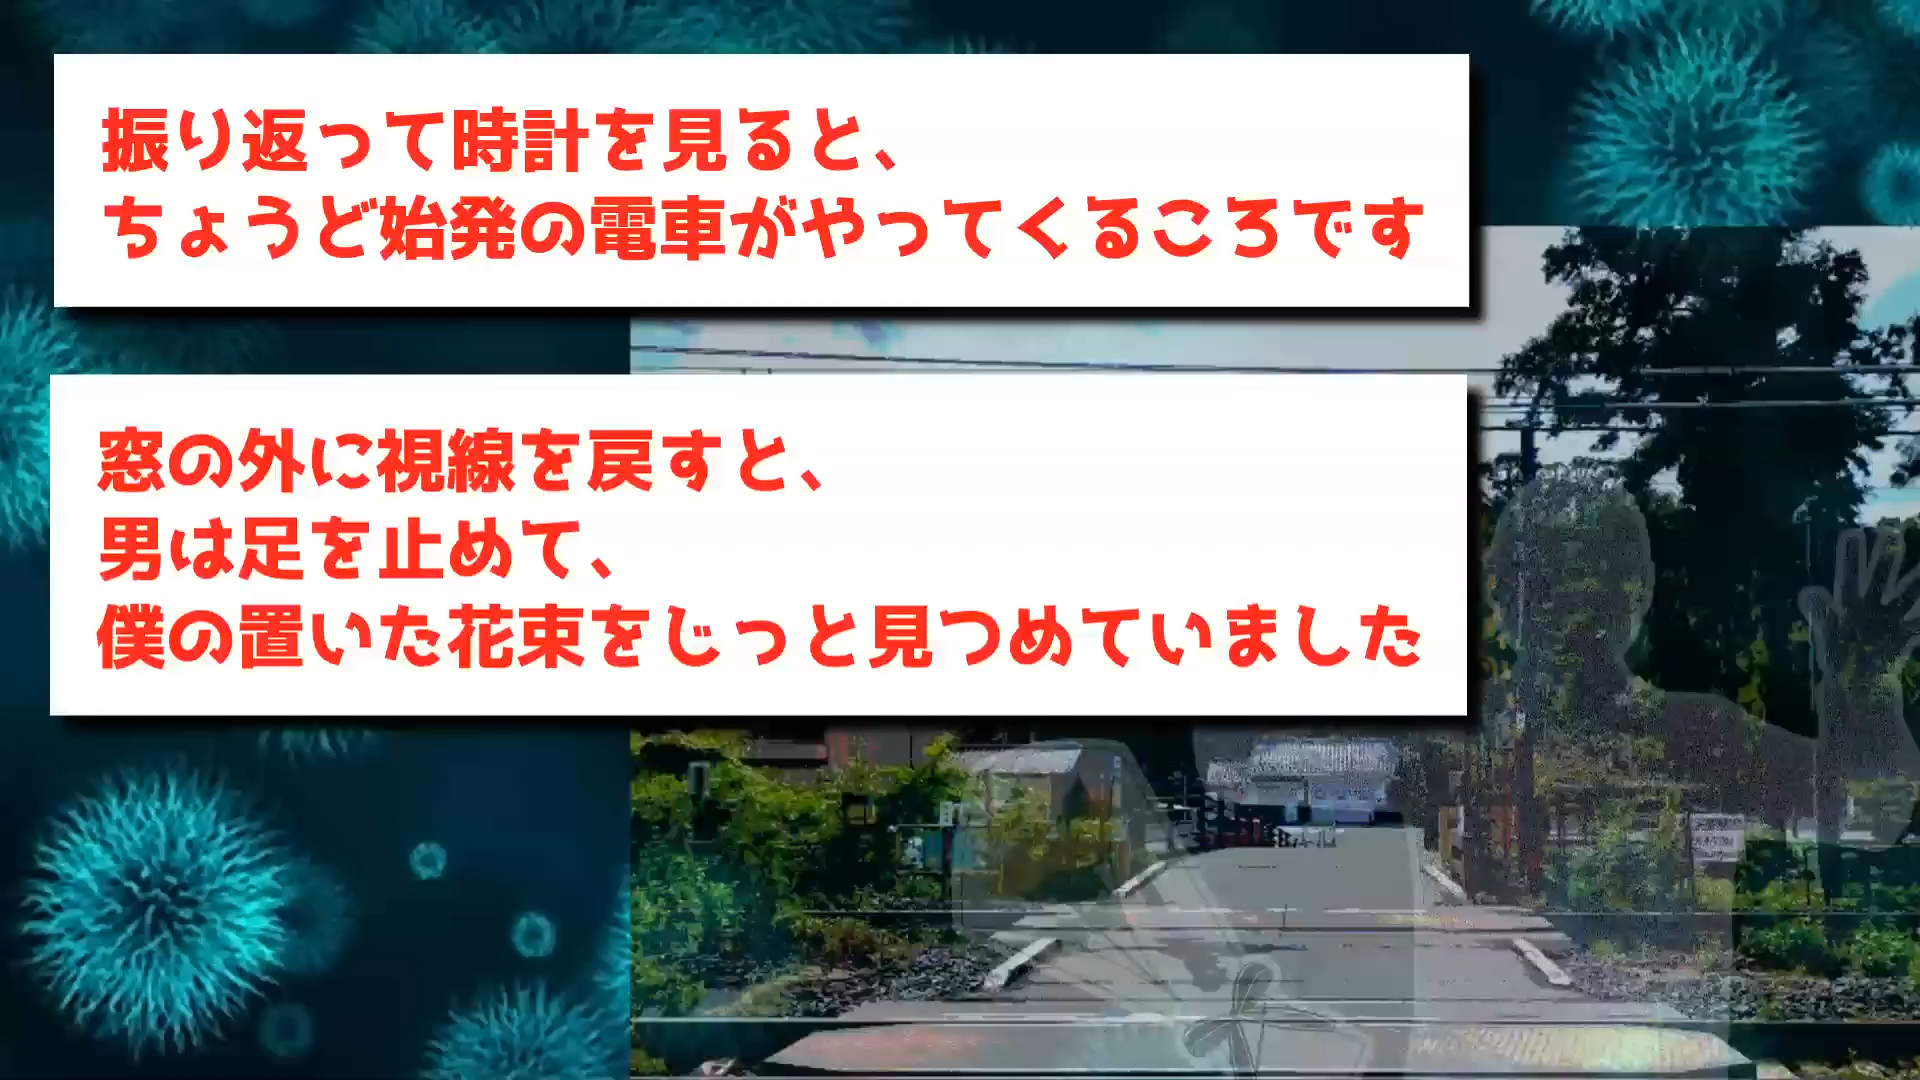 振り返って時計を見ると、
ちょうど始発の電車がやってくるころです
窓の外に視線を戻すと、
男は足を止めて、
僕の置いた花束をじっと見つめていました